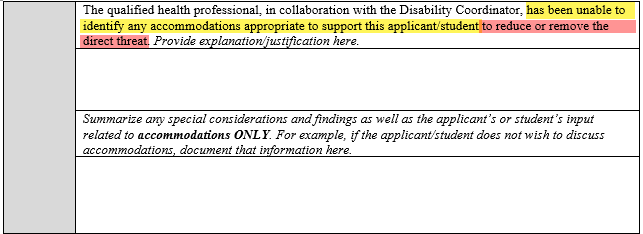 The qualified health professional, in collaboration with the Disability Coordinator, has been unable to
identify any accommodations appropriate to support this applicant/student to reduce or remove the
direct threat. Provide explanation/justification here.
Summarize any special considerations and findings as well as the applicant's or student's input
related to accommodations ONLY. For example, if the applicant/student does not wish to discuss
accommodations, document that information here.